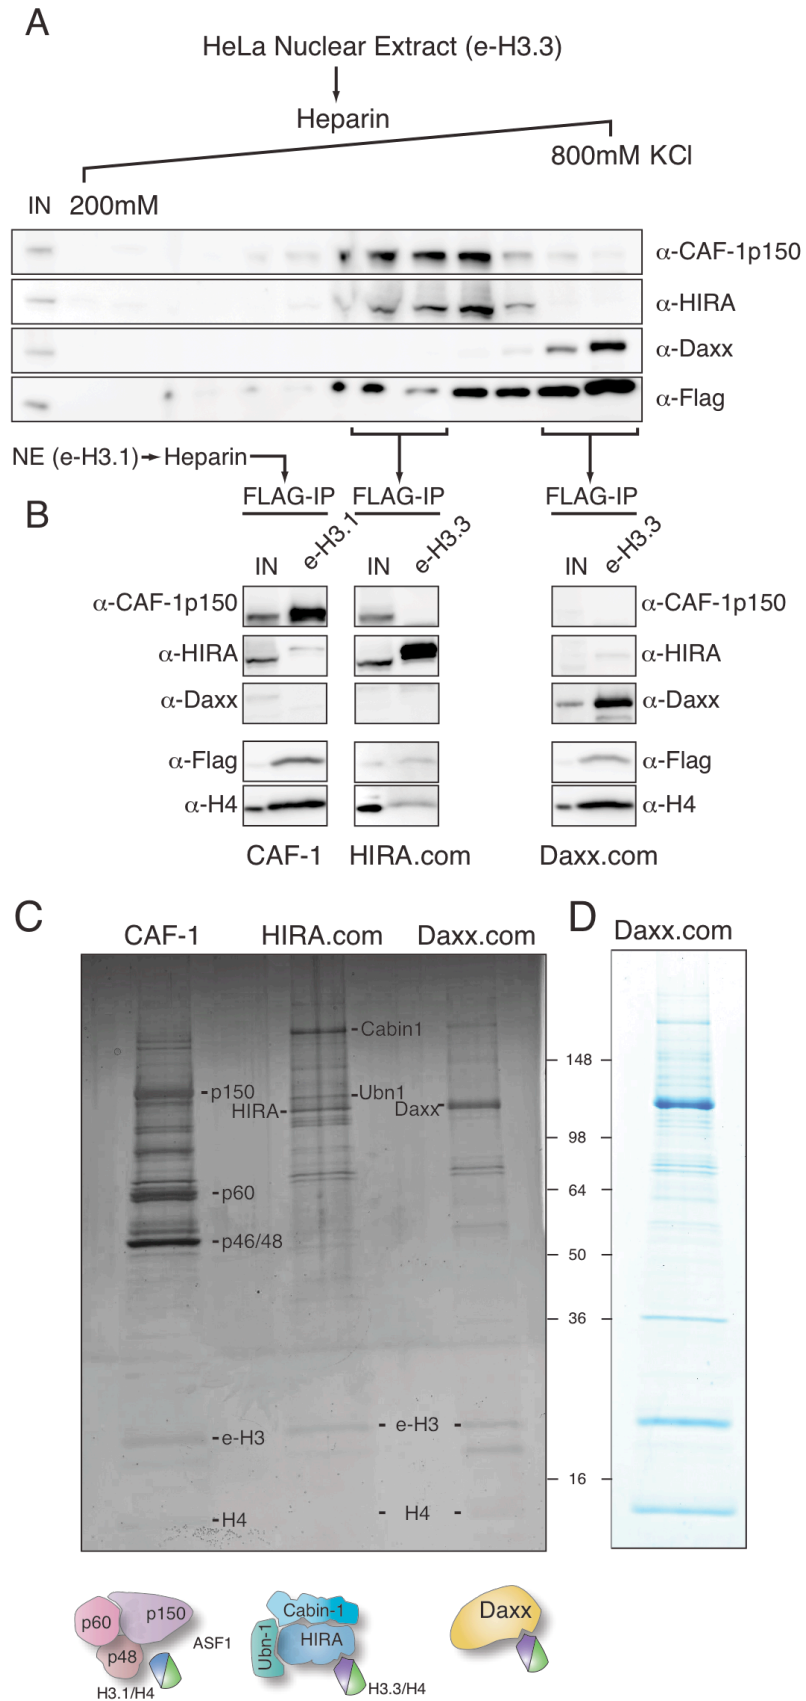 A
HeLa Nuclear Extract (e-H3.3)
Heparin
800mM KCl
IN 200mM
α-CAF-1p150
α-HIRA
α-Daxx
α-Flag
NE (e-H3.1) Heparin
B
FLAG-IP FLAG-IP FLAG-IP
IN e-H3.1 IN e-H3.3 IN e-H3.3
α-CAF-1p150 α-CAF-1p150
α-HIRA α-HIRA
α-Daxx α-Daxx
α-Flag α-Flag
α-H4 α-H4
CAF-1 HIRA.com Daxx.com
C D
CAF-1 HIRA.com Daxx.com Daxx.com
-Cabin1
148
-p150 -Ubn1
HIRA- Daxx-
98
-p60 64
-p46/48
50
36
-e-H3 - e-H3 -
16
-H4 - H4 -
p60 p150 ASF1
p48
H3.1/H4
Cabin-1
Ubn-1 HIRA
H3.3/H4
Daxx